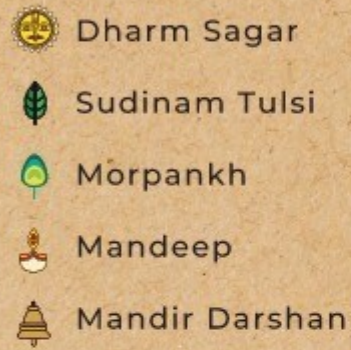 Dharm Sagar
Sudinam Tulsi
Morpankh
Mandeep
Mandir Darshan